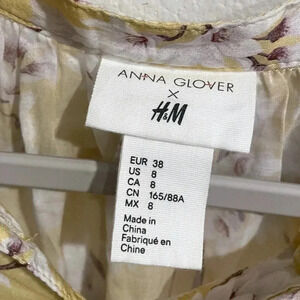 ANNA GLOVER
X
H&M
EUR 38
US 8
CA 8
CN 165/88A
MX 8
Made in
China
Fabriqué en
Chine